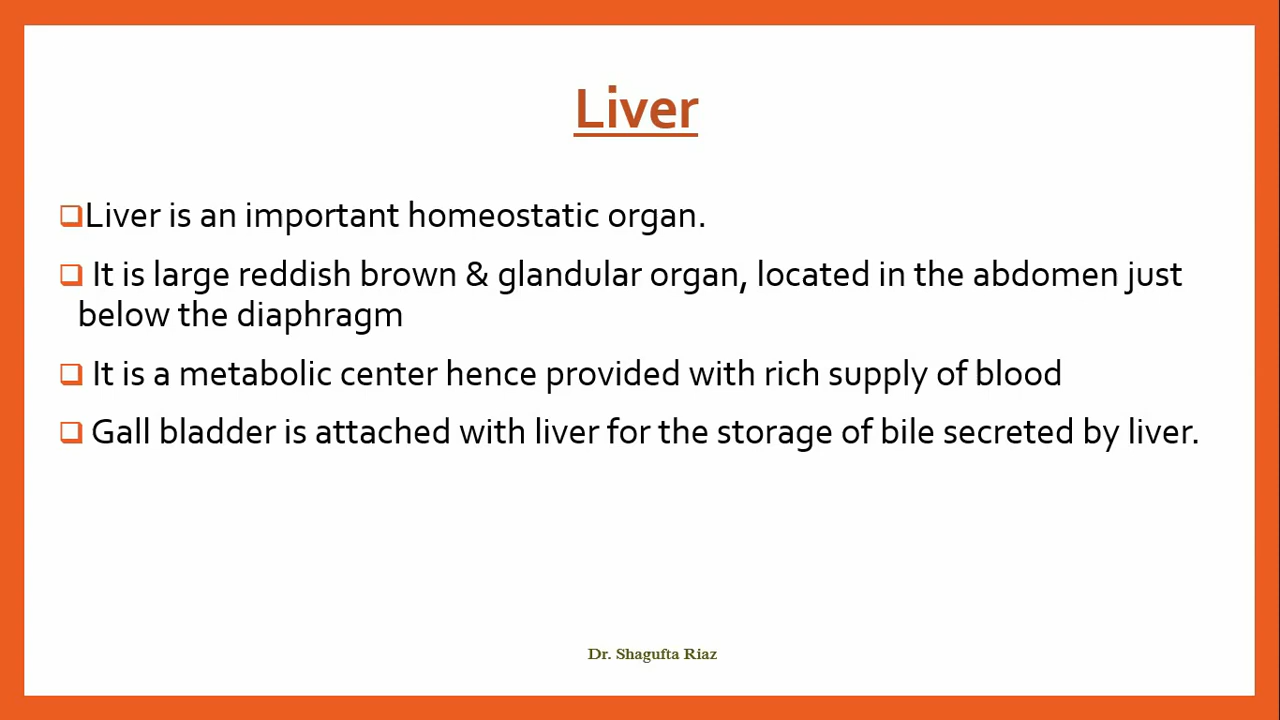 Liver
Liver is an important homeostatic organ.
It is large reddish brown & glandular organ, located in the abdomen just
below the diaphragm
It is a metabolic center hence provided with rich supply of blood
Gall bladder is attached with liver for the storage of bile secreted by liver.
Dr. Shagufta Riaz